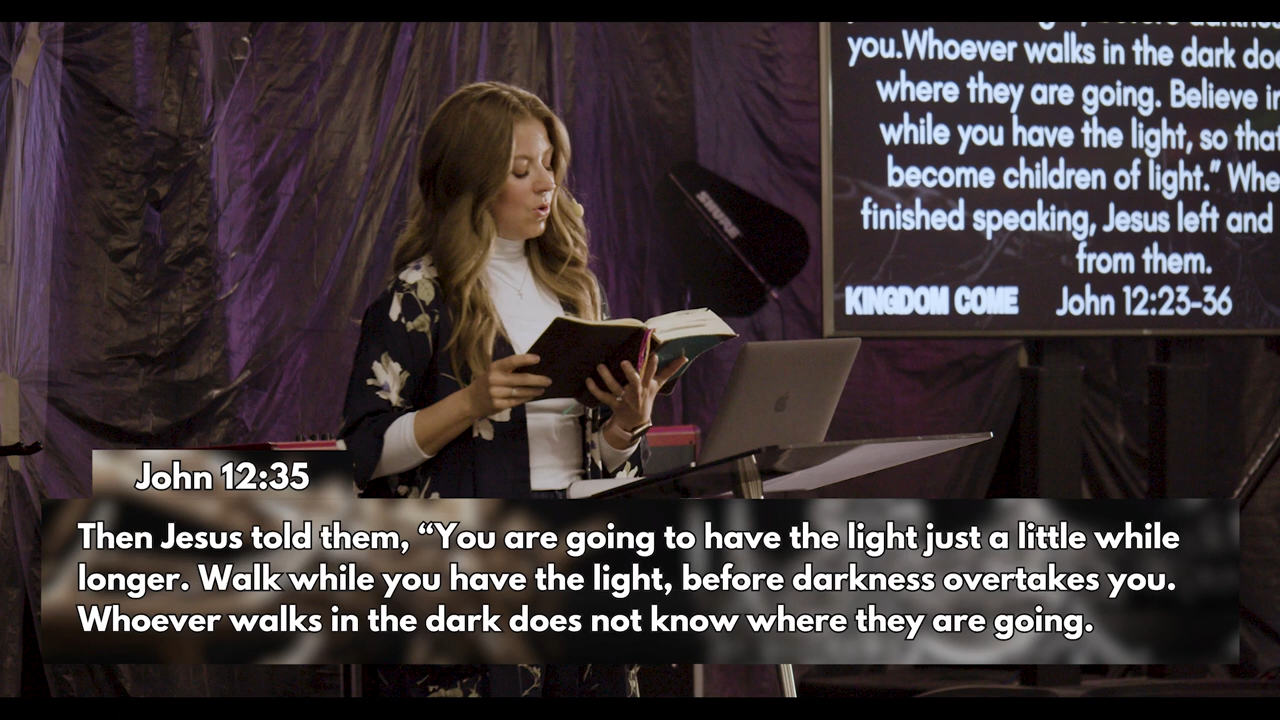 you.Whoever walks in the dark
where they are going. Believe
while you have the light, so that
become children of light.”
finished speaking, Jesus left and
from them.
KINGDOM COME John 12:23-36
SHURE
John 12:35
Then Jesus told them, “You are going to have the light just a little while
longer. Walk while you have the light, before darkness overtakes you.
Whoever walks in the dark does not know where they are going.